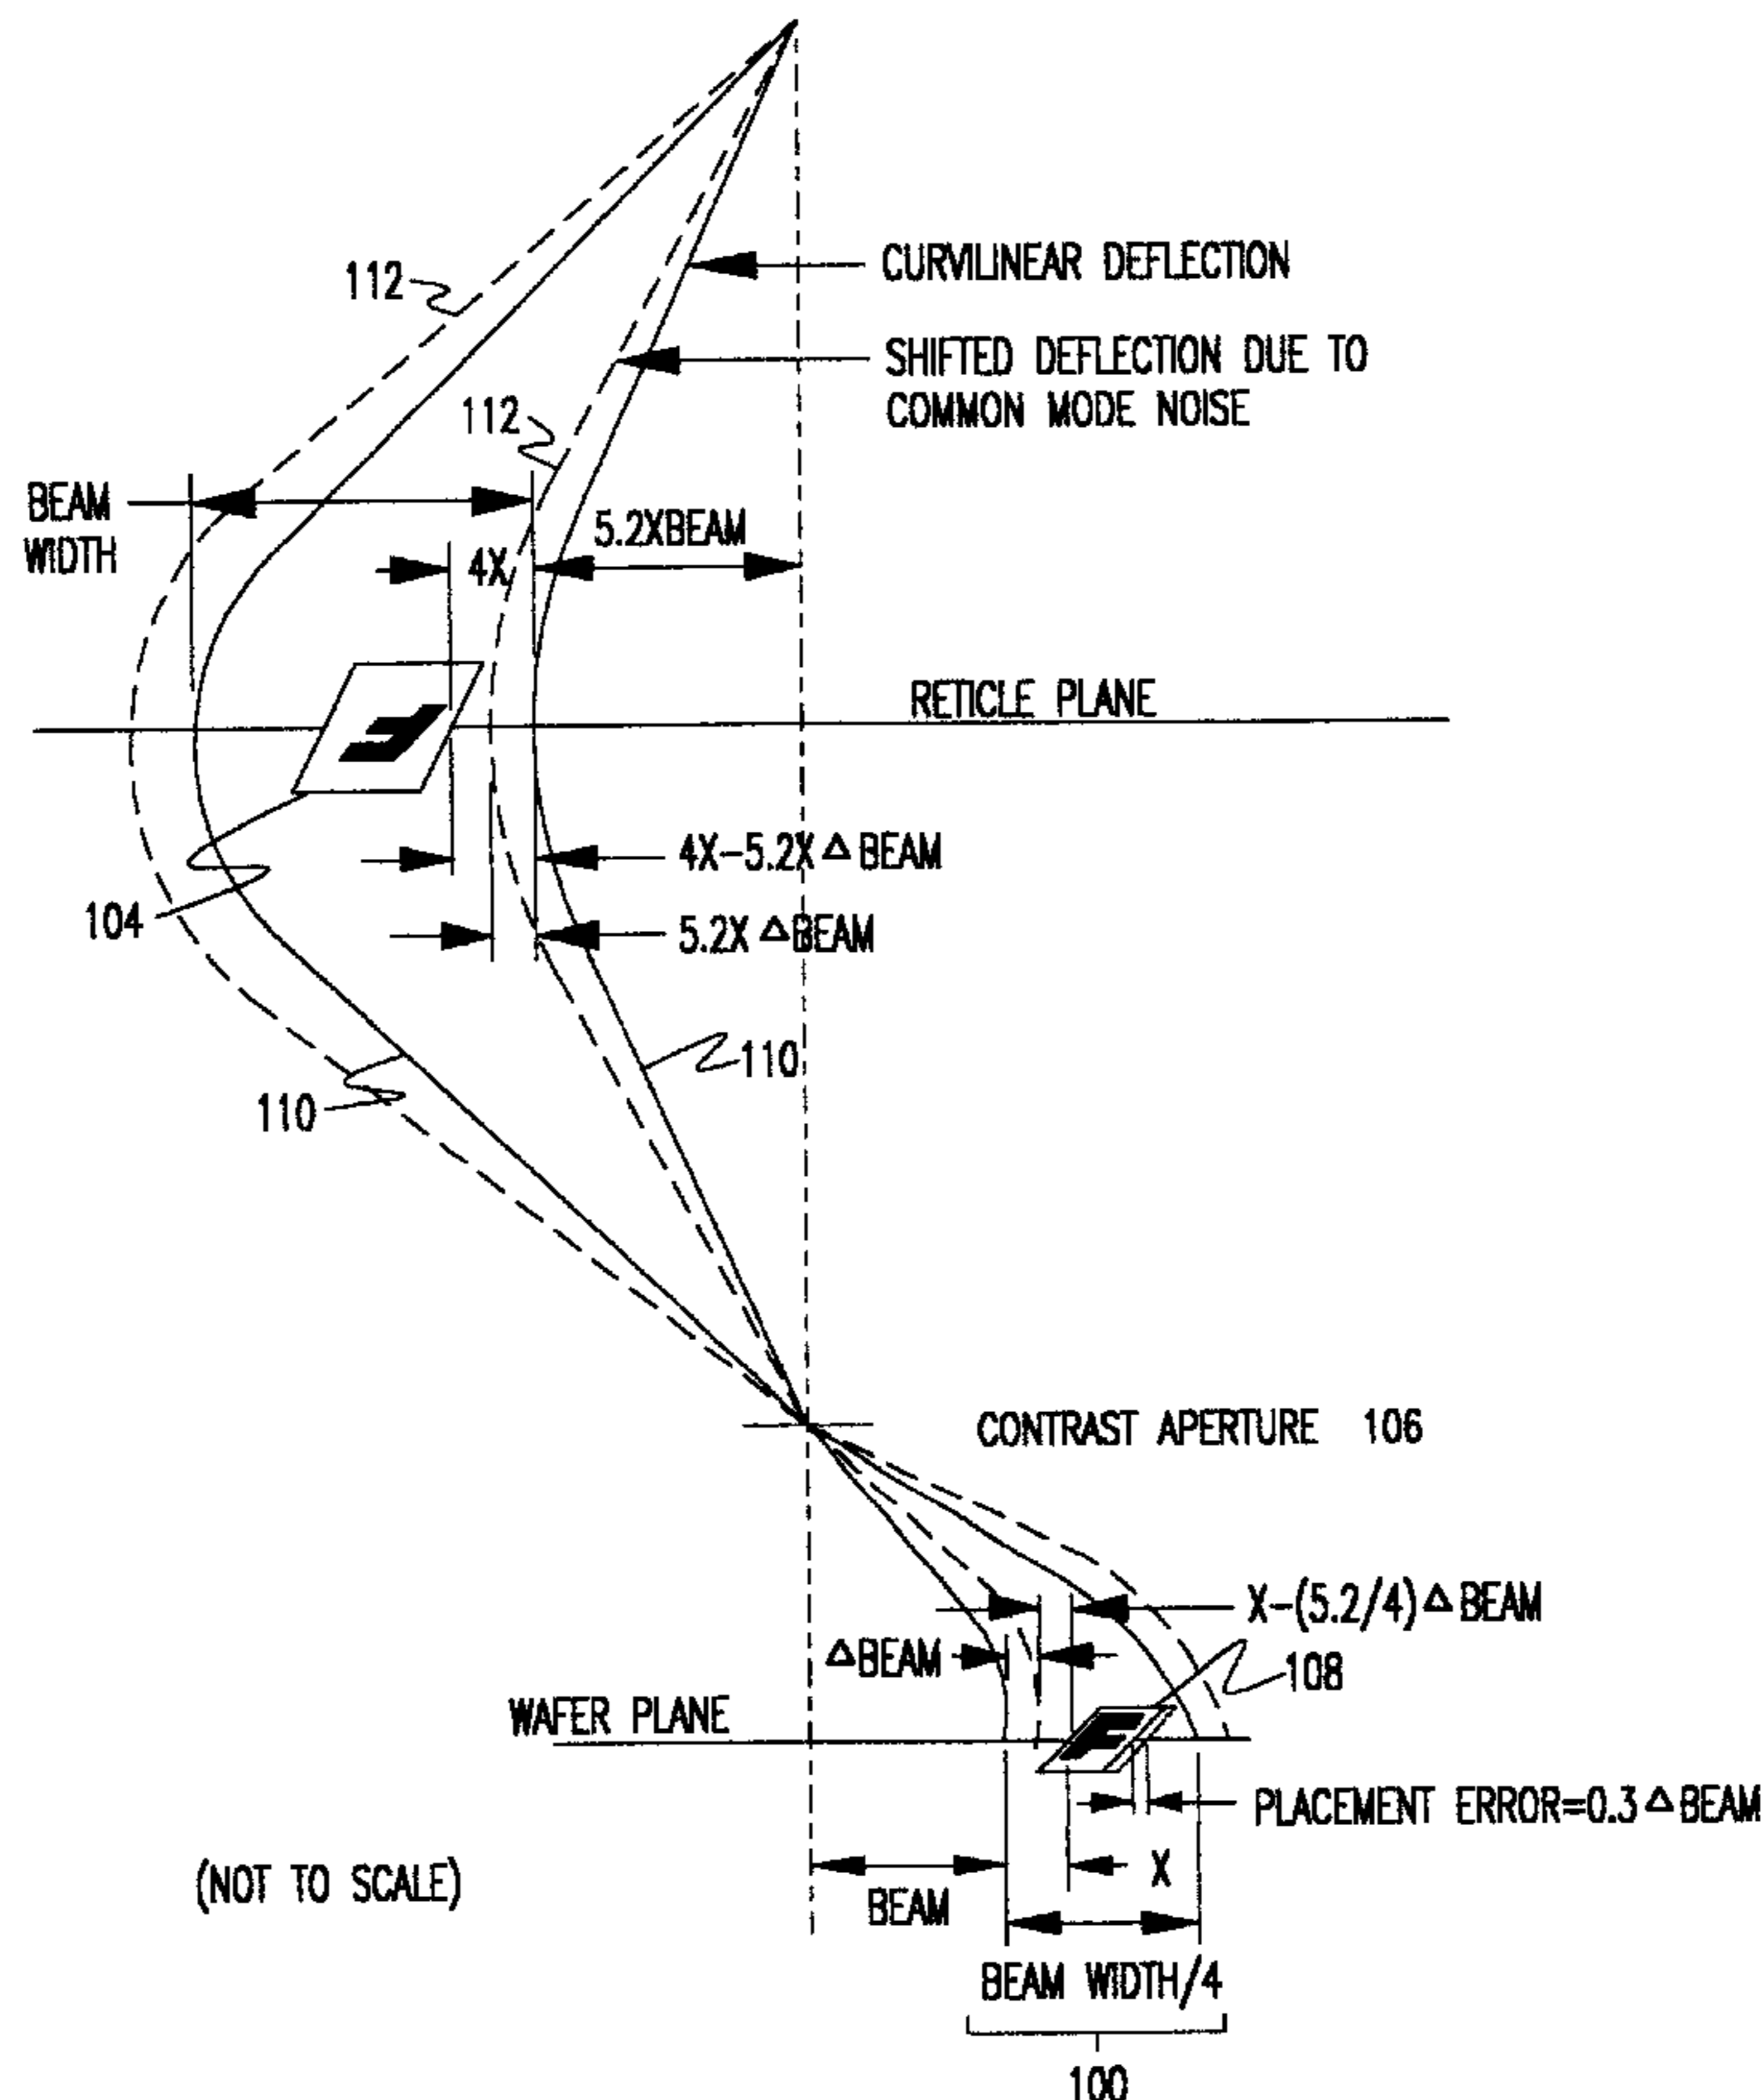 CURVILINEAR DEFLECTION
112
SHIFTED DEFLECTION DUE TO
COMMON MODE NOISE
112
BEAM
WIDTH
5.2XBEAM
4X
RETICLE PLANE
F
4X-5.2X△ BEAM
104
5.2X △BEAM
110
110
CONTRAST APERTURE 106
X-(5.2/4)△ BEAM
△BEAM
108
WAFER PLANE
F
PLACEMENT ERROR=0.3△BEAM
(NOT TO SCALE)
X
BEAM
BEAM WIDTH/4
100